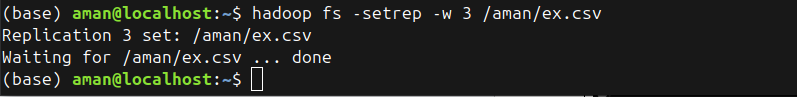 (base) aman@localhost:~$ hadoop fs -setrep -w 3 /aman/ex.csv
Replication 3 set: /aman/ex.csv
Waiting for /aman/ex.csv ... done
(base) aman@localhost:~$